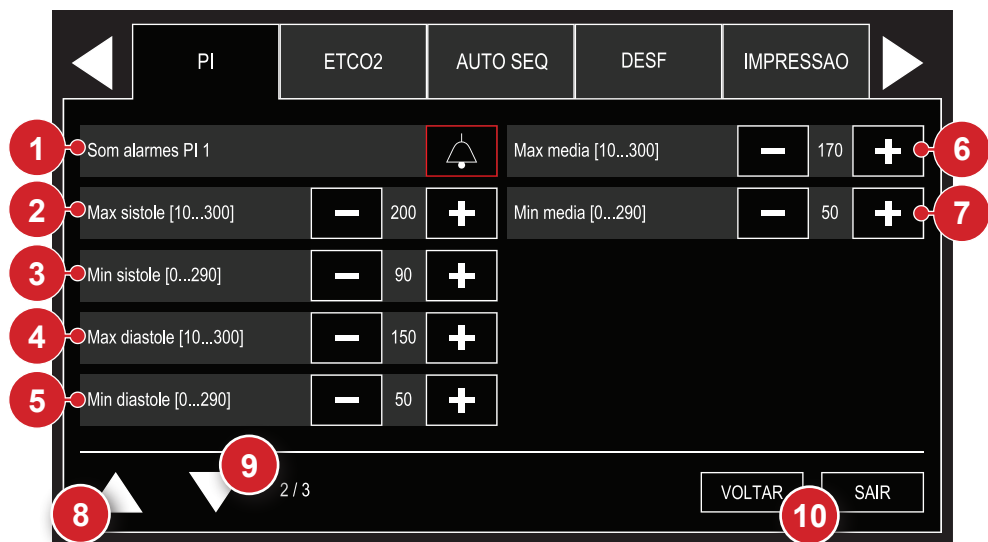 PI ETCO2 AUTO SEQ DESF IMPRESSAO
1 Som alarmes PI 1
2 Max sistole [10...300] 200
3 Min sistole [0...290] 90
4 Max diastole [10...300] 150
5 Min diastole [0...290] 50
Max media [10...300] 170 6
Min media [0...290] 50 7
8 9 2 / 3
VOLTAR 10 SAIR